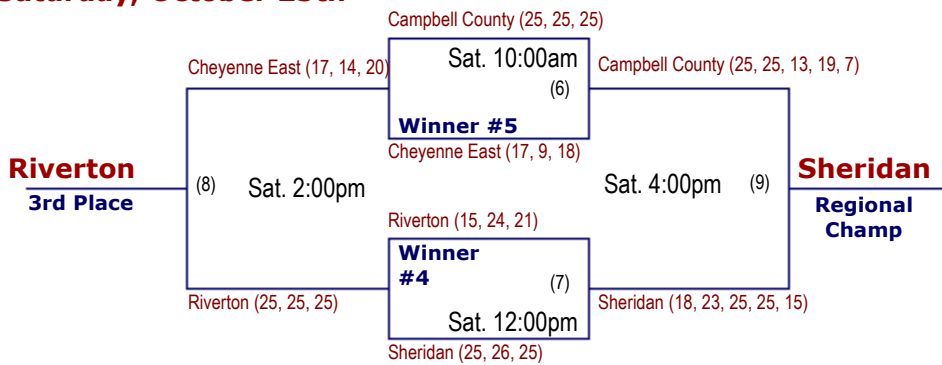 Campbell County (25, 25, 25)
Sat. 10:00am
Cheyenne East (17, 14, 20)
Campbell County (25, 25, 13, 19, 7)
(6)
Winner #5
Cheyenne East (17, 9, 18)
Riverton
3rd Place
(8)
Sat. 2:00pm
Sat. 4:00pm
(9)
Sheridan
Regional
Champ
Riverton (15, 24, 21)
Winner
#4
(7)
Riverton (25, 25, 25)
Sheridan (18, 23, 25, 25, 15)
Sat. 12:00pm
Sheridan (25, 26, 25)